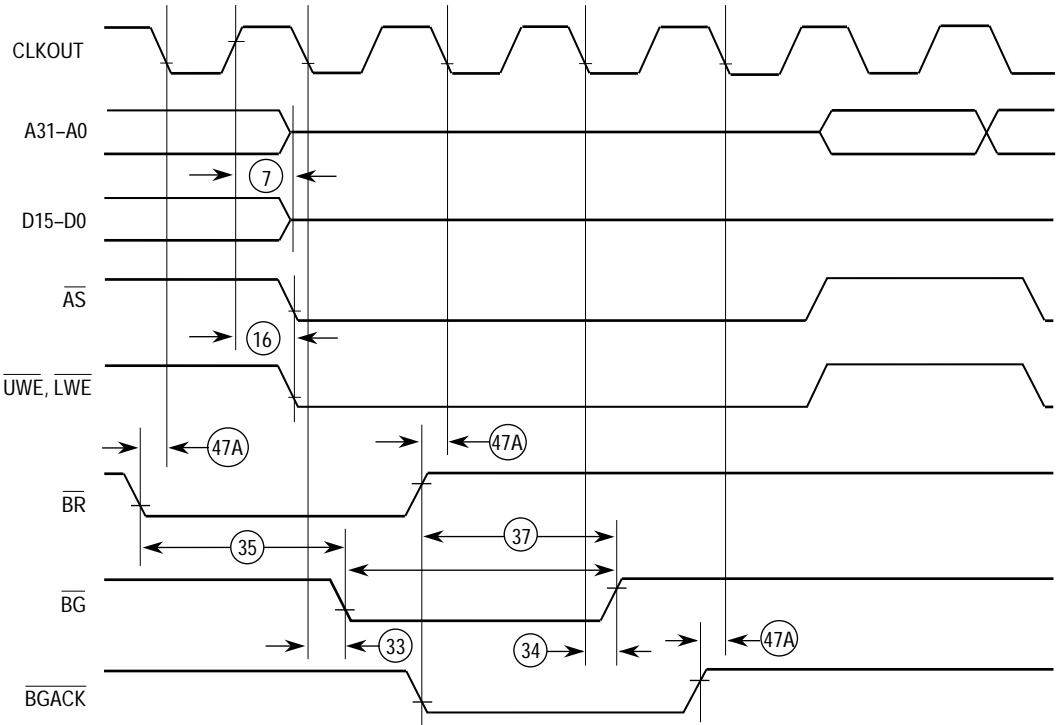 CLKOUT
A31–A0
7
D15–D0
AS
16
UWE, LWE
47A
47A
BR
35
37
BG
33
34
47A
BGACK